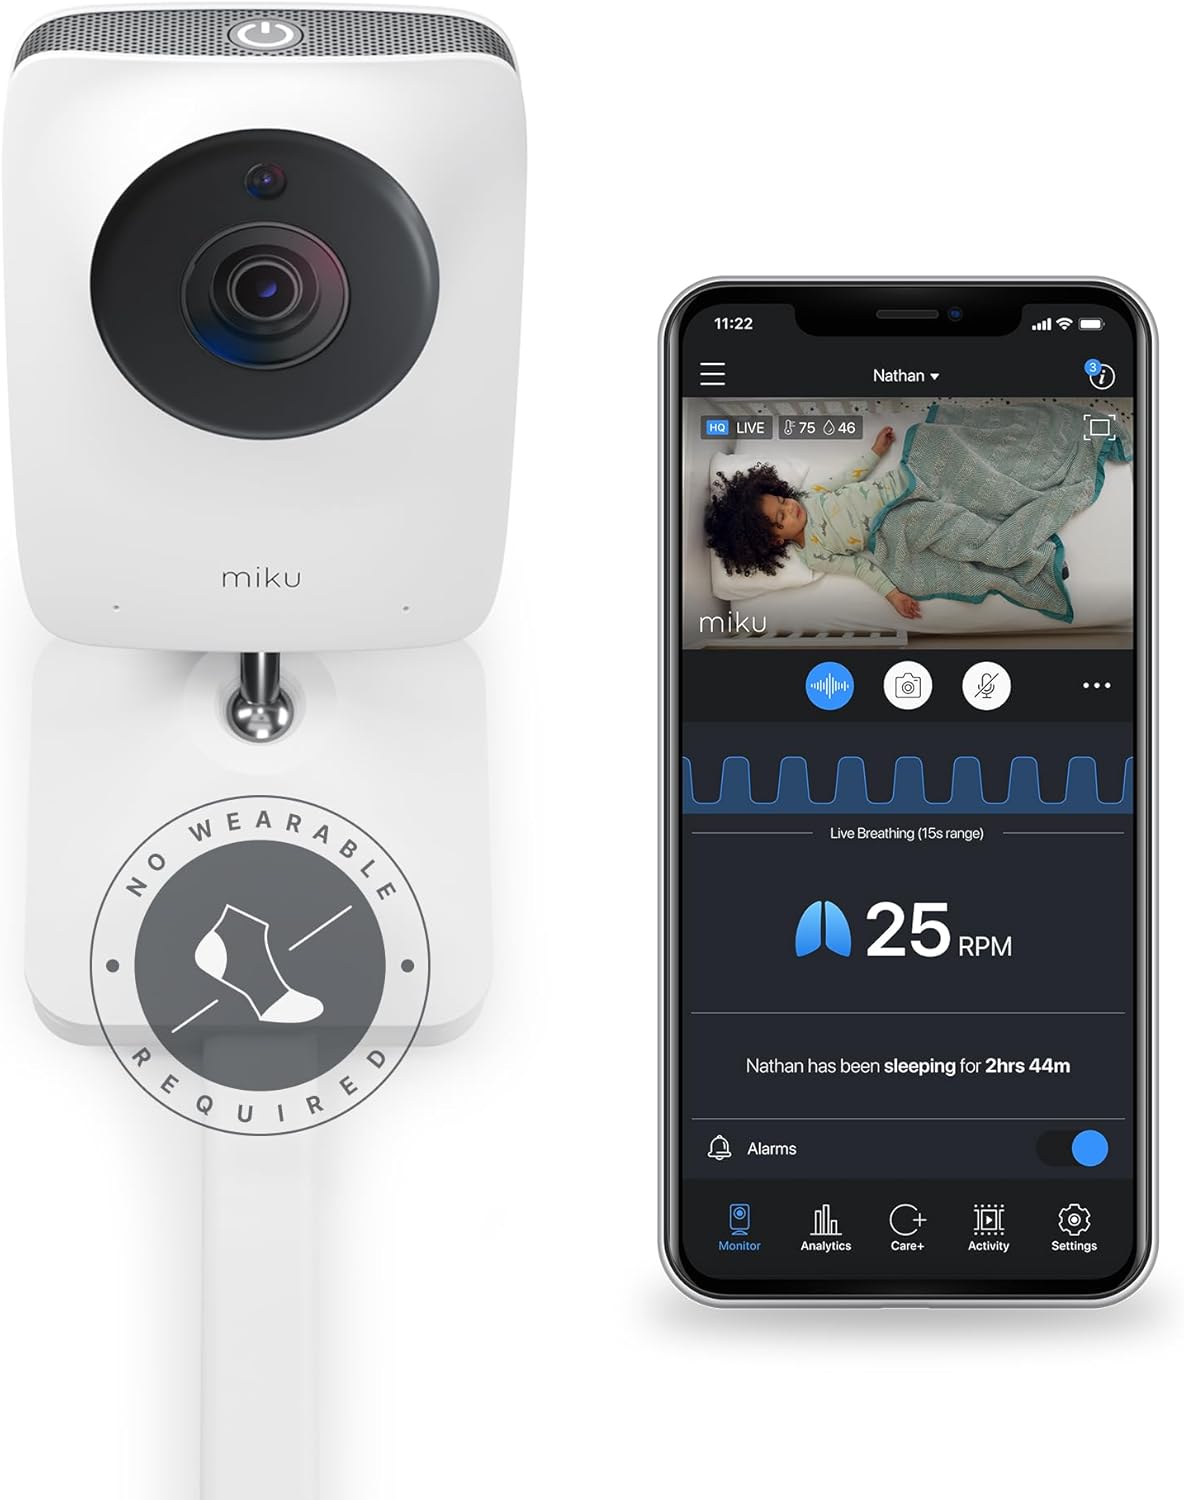 miku
NO WEARABLE
REQUIRED
11:22
Nathan
3
i
HQ LIVE 75 46
miku
Live Breathing (15s range)
25 RPM
Nathan has been sleeping for 2hrs 44m
Alarms
Monitor Analytics Care+ Activity Settings